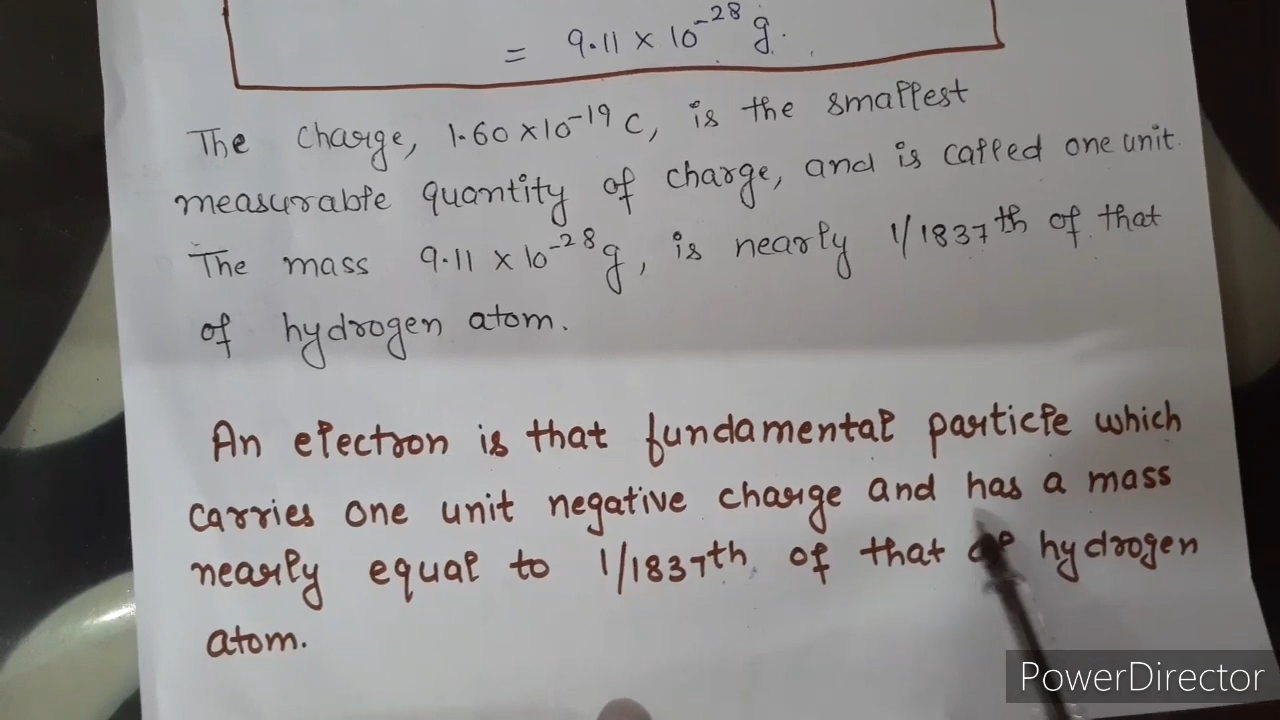 = 9.11 × 10⁻²⁸ g.
The charge, 1.60 × 10⁻¹⁹ C, is the smallest
measurable quantity of charge, and is called one unit.
The mass 9.11 × 10⁻²⁸ g, is nearly 1/1837th of that
of hydrogen atom.
An electron is that fundamental particle which
carries one unit negative charge and has a mass
nearly equal to 1/1837th of that of hydrogen
atom.
PowerDirector